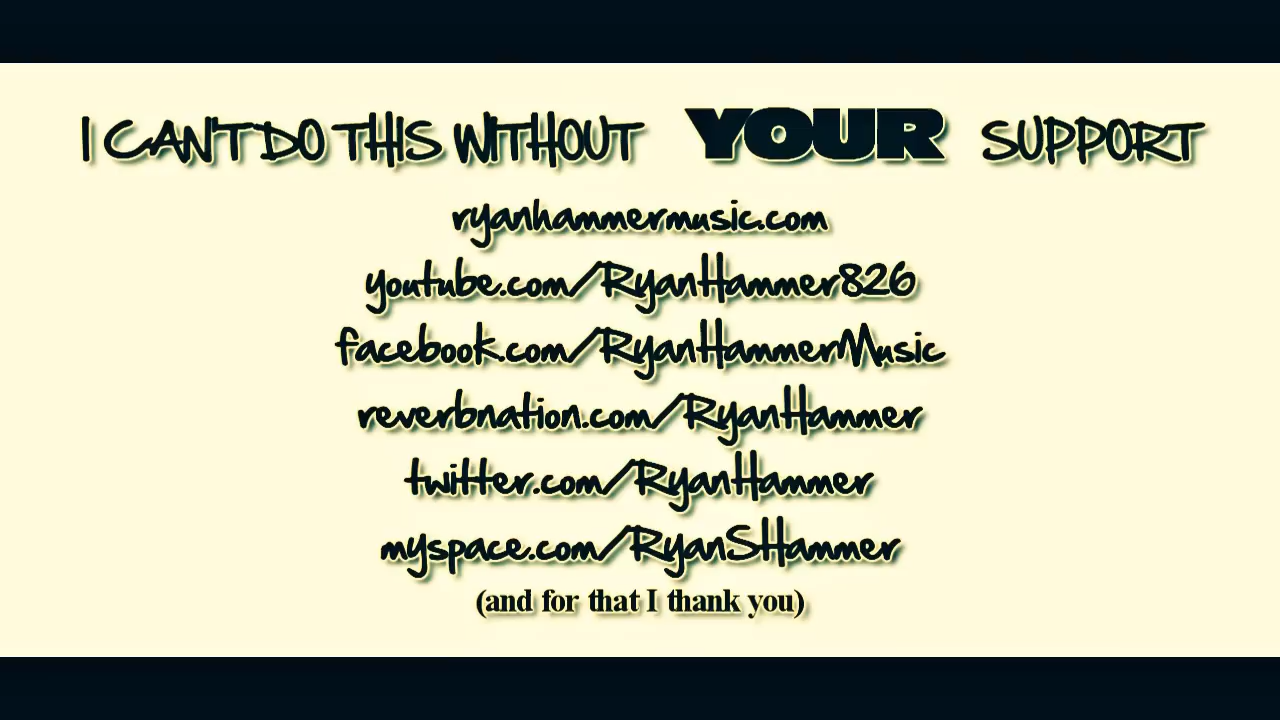 I CAN'T DO THIS WITHOUT YOUR SUPPORT
ryanhammermusic.com
youtube.com/RyanHammer826
facebook.com/RyanHammerMusic
reverbnation.com/RyanHammer
twitter.com/RyanHammer
myspace.com/RyanSHammer
(and for that I thank you)